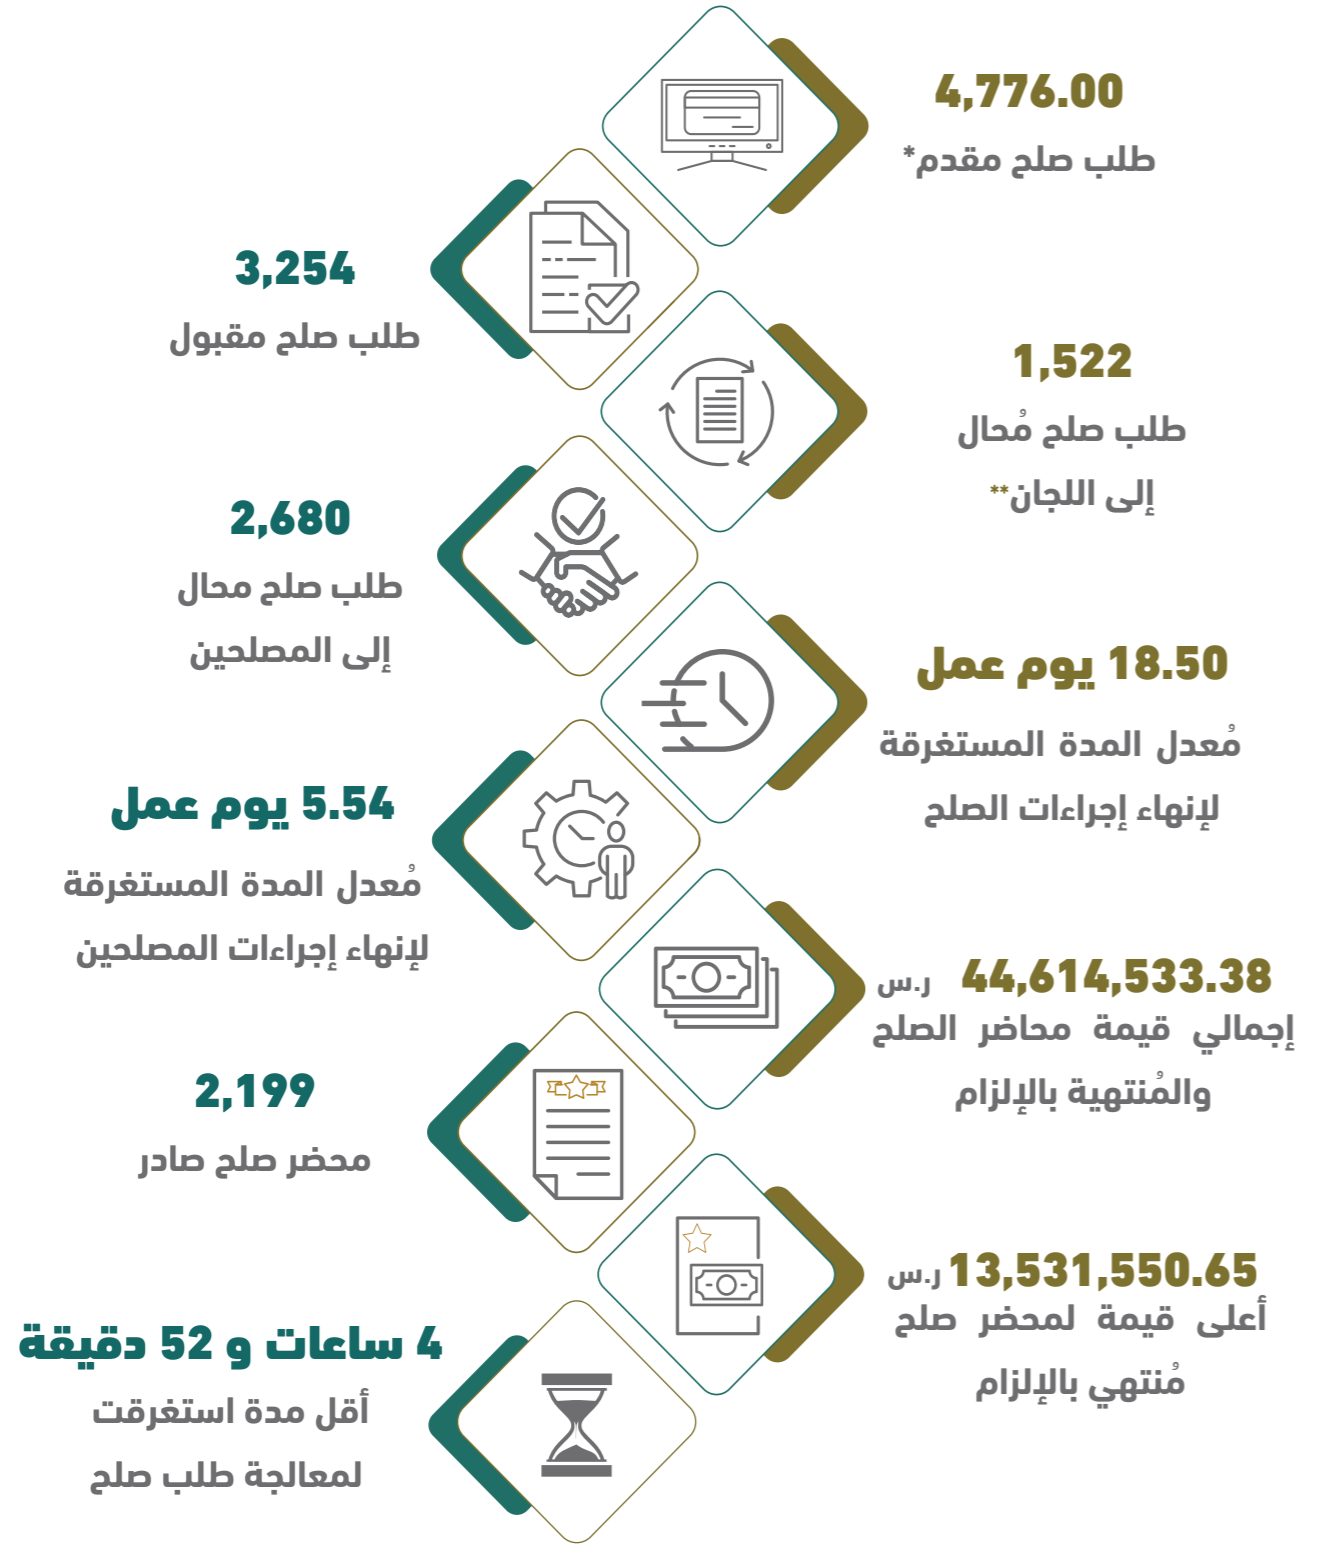 4,776.00
طلب صلح مقدم*
3,254
طلب صلح مقبول
1,522
طلب صلح مُحال
إلى اللجان**
2,680
طلب صلح محال
إلى المصلحين
18.50 يوم عمل
مُعدل المدة المستغرقة
لإنهاء إجراءات الصلح
5.54 يوم عمل
مُعدل المدة المستغرقة
لإنهاء إجراءات المصلحين
44,614,533.38 ر.س
إجمالي قيمة محاضر الصلح
والمُنتهية بالإلزام
2,199
محضر صلح صادر
13,531,550.65 ر.س
أعلى قيمة لمحضر صلح
مُنتهي بالإلزام
4 ساعات و 52 دقيقة
أقل مدة استغرقت
لمعالجة طلب صلح